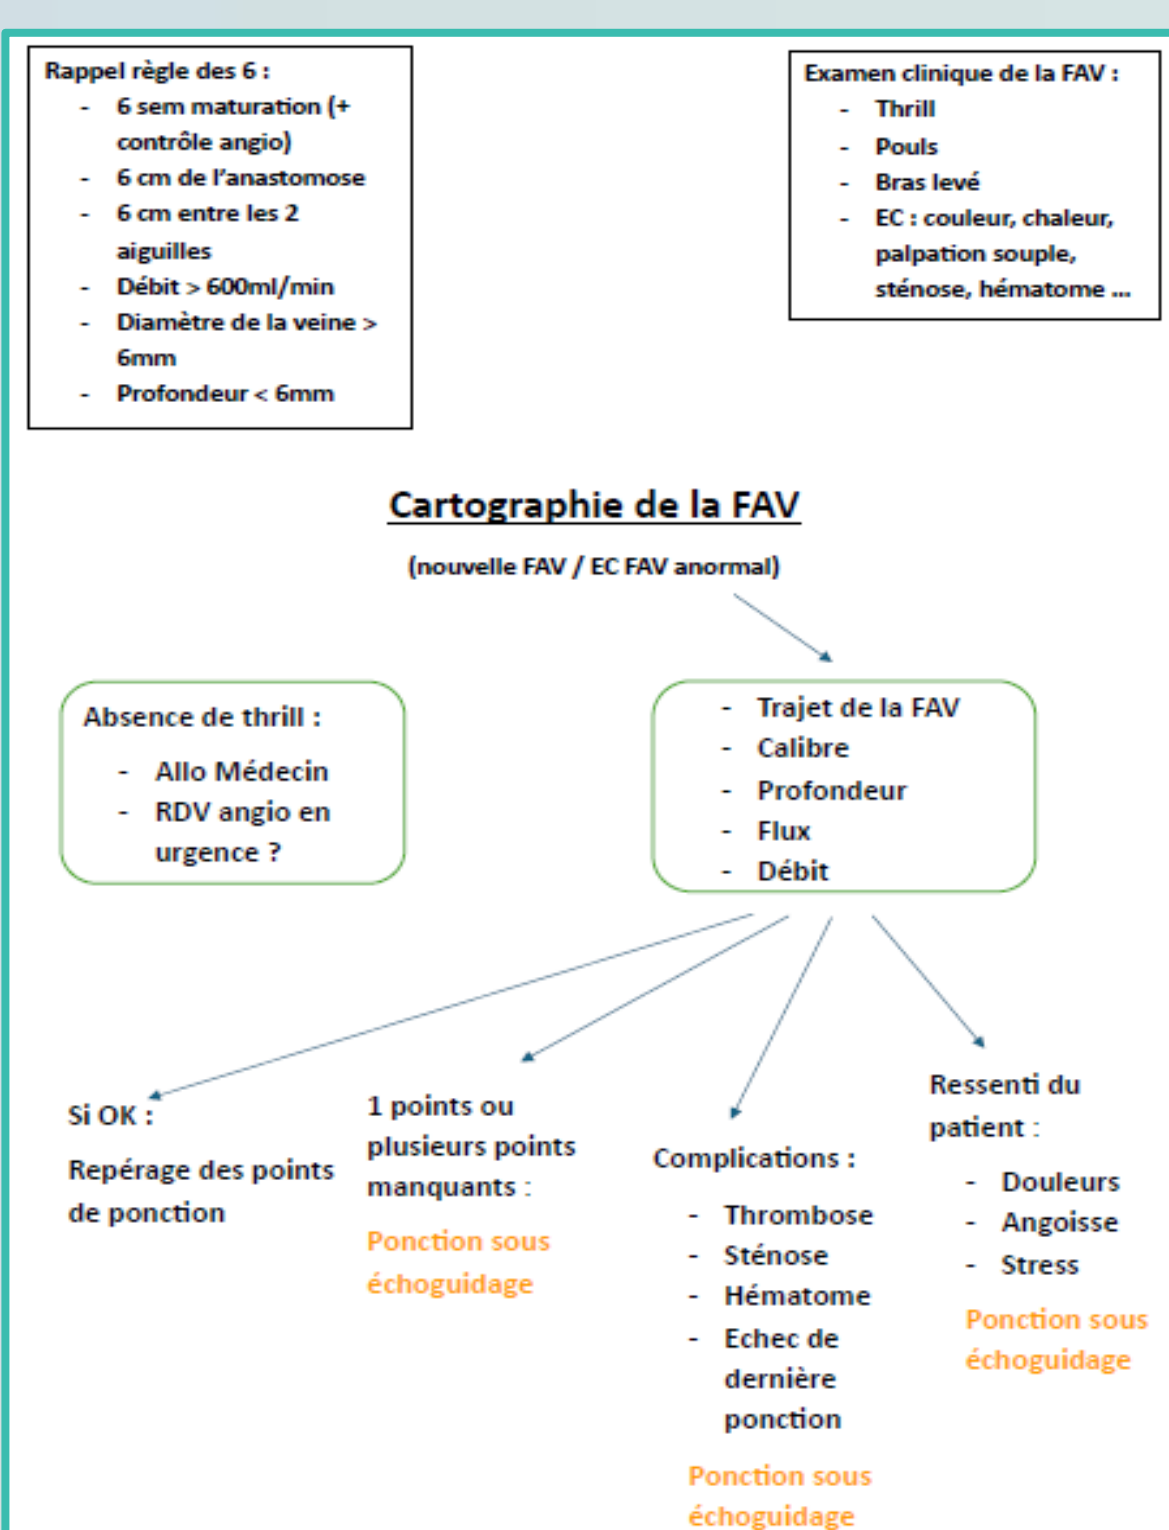 Rappel règle des 6 :
- 6 sem maturation (+
contrôle angio)
- 6 cm de l'anastomose
- 6 cm entre les 2
aiguilles
- Débit > 600ml/min
- Diamètre de la veine >
6mm
- Profondeur < 6mm
Examen clinique de la FAV :
- Thrill
- Pouls
- Bras levé
- EC : couleur, chaleur,
palpation souple,
sténose, hématome ...
Cartographie de la FAV
(nouvelle FAV / EC FAV anormal)
Absence de thrill :
- Allo Médecin
- RDV angio en
urgence ?
- Trajet de la FAV
- Calibre
- Profondeur
- Flux
- Débit
Si OK :
Repérage des points
de ponction
1 points ou
plusieurs points
manquants :
Ponction sous
échoguidage
Complications :
- Thrombose
- Sténose
- Hématome
- Echec de
dernière
ponction
Ponction sous
échoguidage
Ressenti du
patient :
- Douleurs
- Angoisse
- Stress
Ponction sous
échoguidage